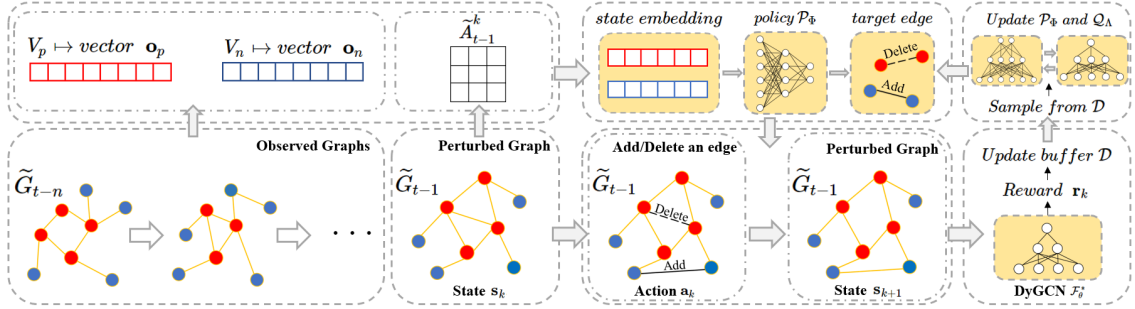 V_p ↦ vector o_p
V_n ↦ vector o_n
Ã^k_{t−1}
state embedding
policy P_Φ
target edge
Delete
Add
Update P_Φ and Q_Λ
Sample from D
Observed Graphs
G̃_{t−n}
. . .
Perturbed Graph
G̃_{t−1}
State s_k
Add/Delete an edge
G̃_{t−1}
Delete
Add
Action a_k
Perturbed Graph
G̃_{t−1}
State s_{k+1}
Update buffer D
Reward r_k
DyGCN F_θ^*